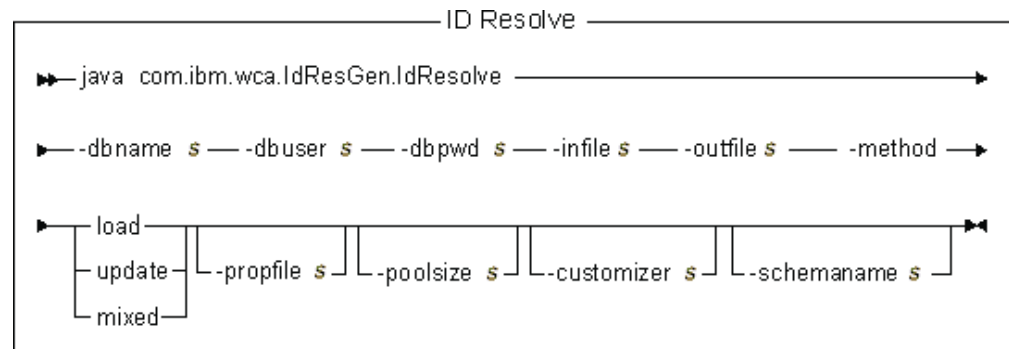 ID Resolve
java com.ibm.wca.IdResGen.IdResolve
-dbname s -dbuser s -dbpwd s -infile s -outfile s -method
load
update
mixed
-propfile s -poolsize s -customizer s -schemaname s